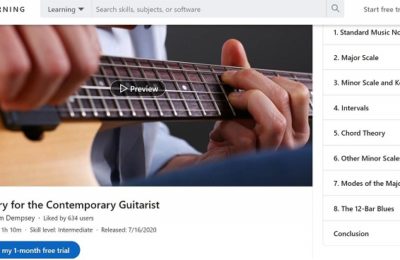 RNING
Learning
Search skills, subjects, or software
Start free tr
Preview
ry for the Contemporary Guitarist
m Dempsey · Liked by 634 users
1h 10m · Skill level: Intermediate · Released: 7/16/2020
my 1-month free trial
1. Standard Music No
2. Major Scale
3. Minor Scale and Ke
4. Intervals
5. Chord Theory
6. Other Minor Scale
7. Modes of the Majo
8. The 12-Bar Blues
Conclusion